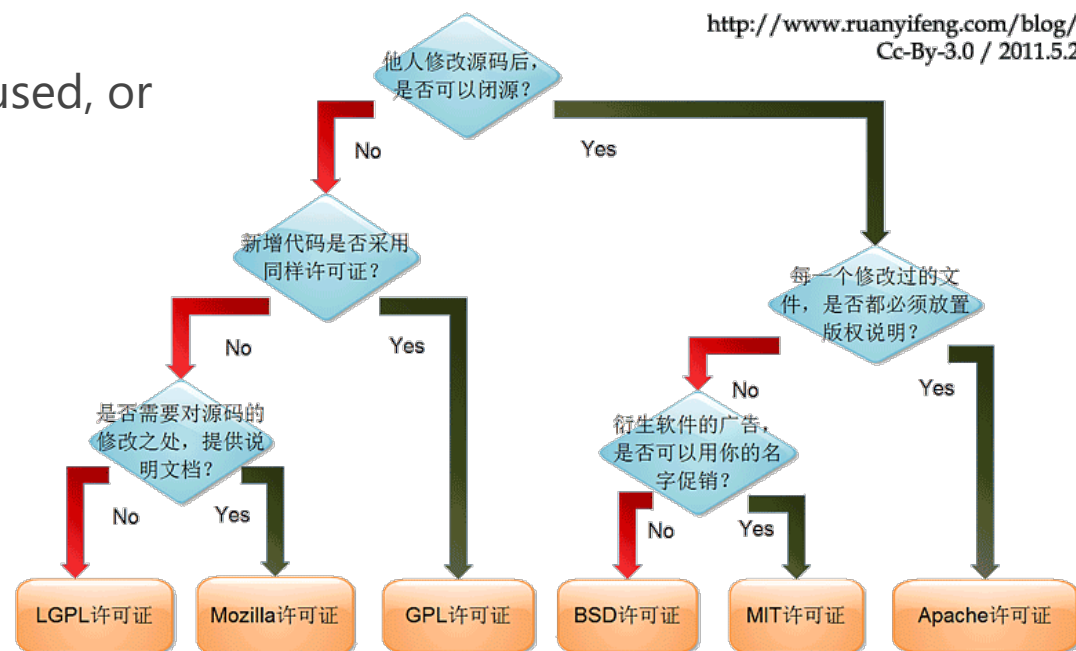 http://www.ruanyifeng.com/blog/
Cc-By-3.0 / 2011.5.2
used, or
他人修改源码后，
是否可以闭源？
No
Yes
新增代码是否采用
同样许可证？
每一个修改过的文
件，是否都必须放置
版权说明？
No
Yes
No
Yes
是否需要对源码的
修改之处，提供说
明文档？
衍生软件的广告，
是否可以用你的名
字促销？
No
Yes
No
Yes
LGPL许可证
Mozilla许可证
GPL许可证
BSD许可证
MIT许可证
Apache许可证